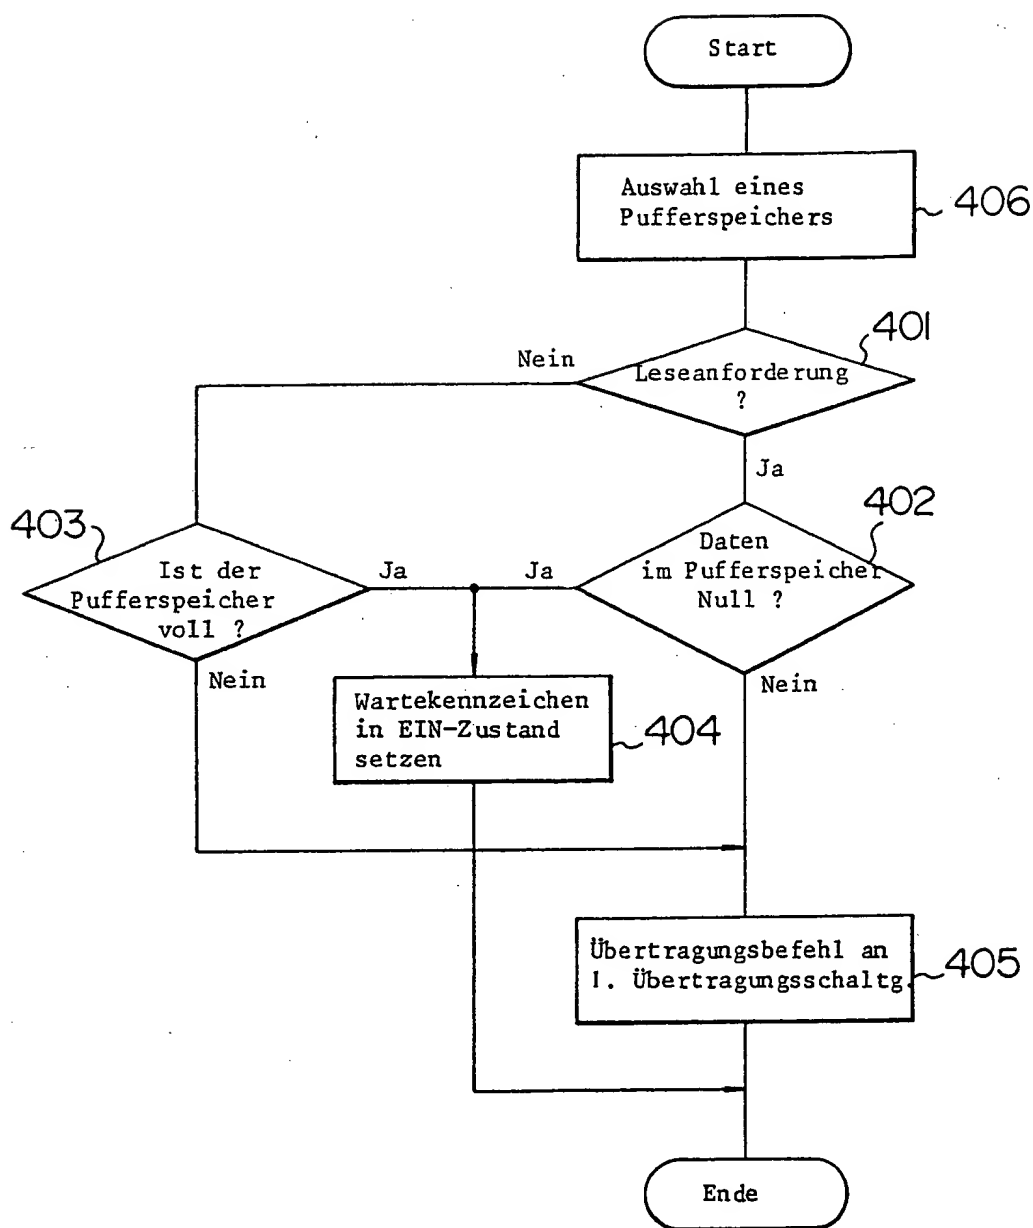 Start
Auswahl eines
Pufferspeichers
406
401
Nein
Leseanforderung
?
Ja
403
402
Ist der
Pufferspeicher
voll ?
Ja
Ja
Daten
im Pufferspeicher
Null ?
Nein
Nein
Wartekennzeichen
in EIN-Zustand
setzen
404
Übertragungsbefehl an
1. Übertragungsschaltg.
405
Ende